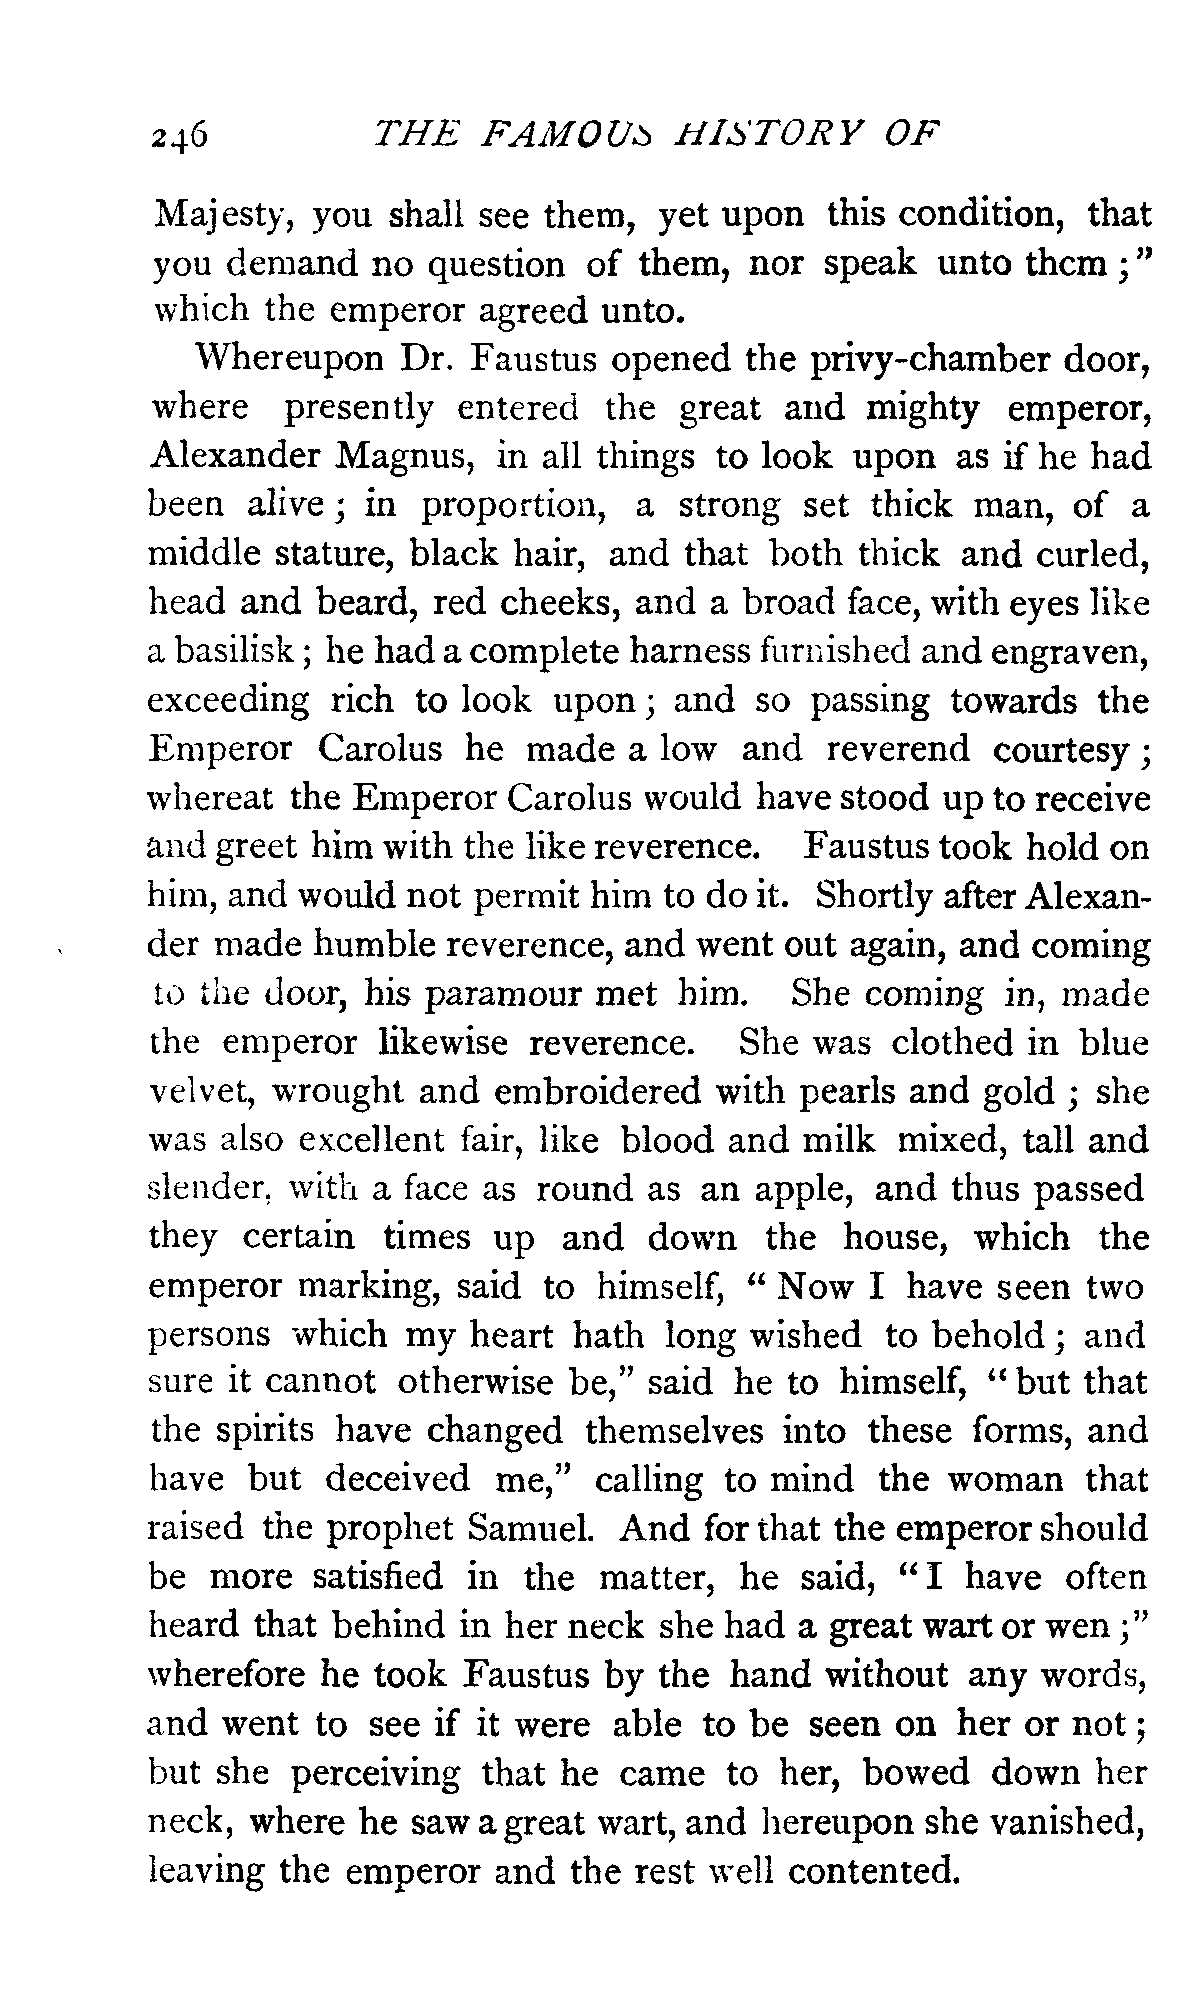 246 THE FAMOUS HISTORY OF
Majesty, you shall see them, yet upon this condition, that
you demand no question of them, nor speak unto them ;”
which the emperor agreed unto.
Whereupon Dr. Faustus opened the privy-chamber door,
where presently entered the great and mighty emperor,
Alexander Magnus, in all things to look upon as if he had
been alive ; in proportion, a strong set thick man, of a
middle stature, black hair, and that both thick and curled,
head and beard, red cheeks, and a broad face, with eyes like
a basilisk ; he had a complete harness furnished and engraven,
exceeding rich to look upon ; and so passing towards the
Emperor Carolus he made a low and reverend courtesy ;
whereat the Emperor Carolus would have stood up to receive
and greet him with the like reverence. Faustus took hold on
him, and would not permit him to do it. Shortly after Alexan-
der made humble reverence, and went out again, and coming
to the door, his paramour met him. She coming in, made
the emperor likewise reverence. She was clothed in blue
velvet, wrought and embroidered with pearls and gold ; she
was also excellent fair, like blood and milk mixed, tall and
slender, with a face as round as an apple, and thus passed
they certain times up and down the house, which the
emperor marking, said to himself, “ Now I have seen two
persons which my heart hath long wished to behold ; and
sure it cannot otherwise be,” said he to himself, “ but that
the spirits have changed themselves into these forms, and
have but deceived me,” calling to mind the woman that
raised the prophet Samuel. And for that the emperor should
be more satisfied in the matter, he said, “ I have often
heard that behind in her neck she had a great wart or wen ;”
wherefore he took Faustus by the hand without any words,
and went to see if it were able to be seen on her or not ;
but she perceiving that he came to her, bowed down her
neck, where he saw a great wart, and hereupon she vanished,
leaving the emperor and the rest well contented.